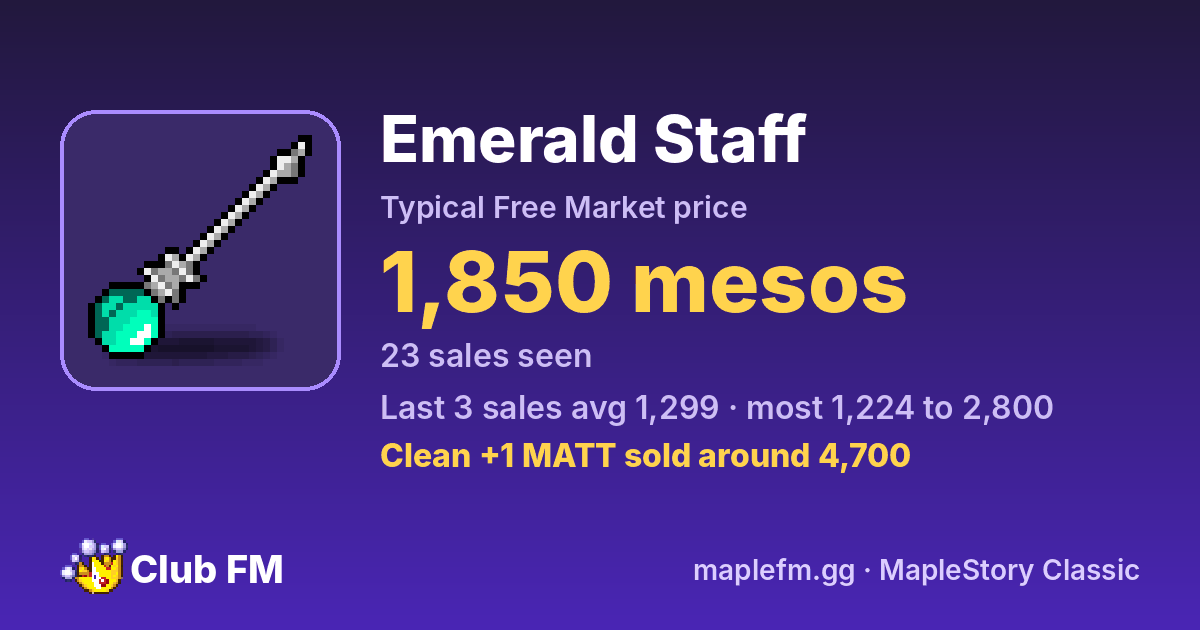 Emerald Staff
Typical Free Market price
1,850 mesos
23 sales seen
Last 3 sales avg 1,299 · most 1,224 to 2,800
Clean +1 MATT sold around 4,700
Club FM
maplefm.gg · MapleStory Classic